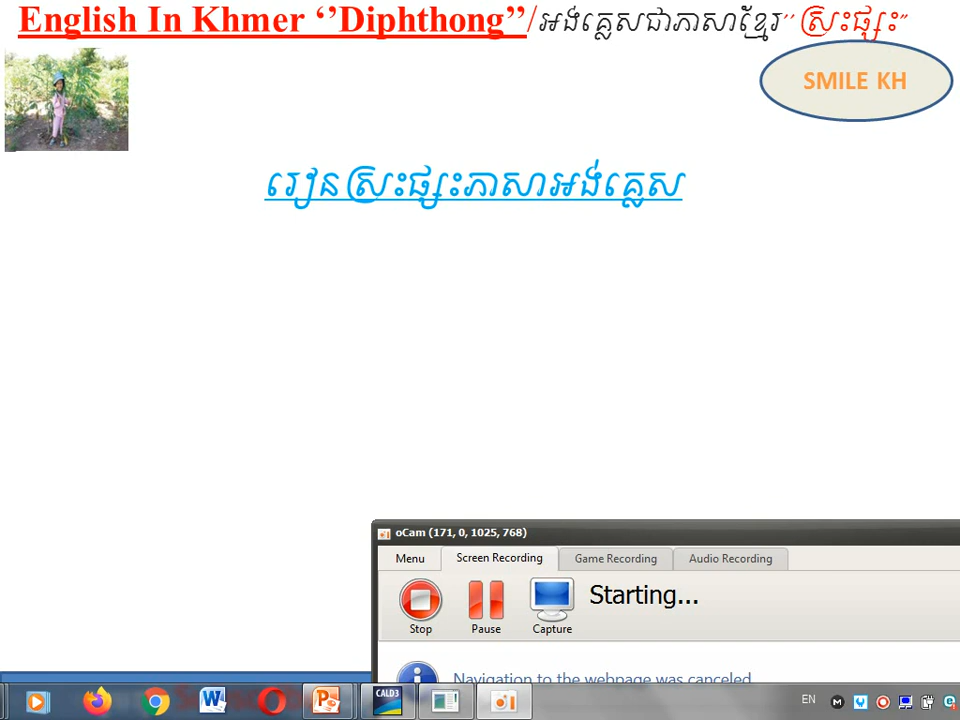 English In Khmer ‘’Diphthong’’/អង់គ្លេសជាភាសាខ្មែរ‘‘ស្រះផ្សះ”
SMILE KH
រៀនស្រះផ្សះភាសាអង់គ្លេស
oCam (171, 0, 1025, 768)
Menu Screen Recording Game Recording Audio Recording
Starting...
Stop Pause Capture
Navigation to the webpage was canceled
CALD3
EN